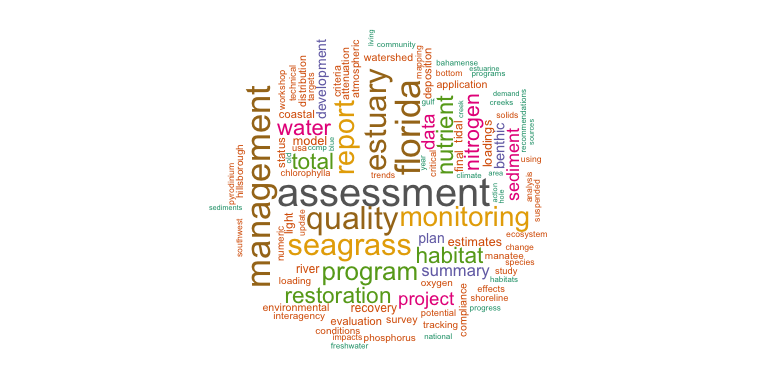 living
community
watershed
mapping
bahamense
estuarine
programs
workshop
technical
distribution
targets
development
criteria
attenuation
atmospheric
bottom
deposition
application
management
coastal
water
report
estuary
florida
gulf
data
nutrient
creek
tidal
nitrogen
demand
creeks
solids
recommendations
sources
status
model
usa
ccmp
blue
old
total
chlorophylla
trends
year
critical
final
loadings
benthic
sediment
using
climate
area
pyrodinium
hillsborough
sediments
assessment
action
hole
analysis
suspended
southwest
numeric
light
update
quality
monitoring
seagrass
plan
estimates
ecosystem
change
habitat
manatee
species
river
program
summary
study
loading
oxygen
habitats
restoration
project
effects
shoreline
environmental
interagency
recovery
potential
compliance
progress
evaluation
survey
tracking
conditions
impacts
phosphorus
national
freshwater